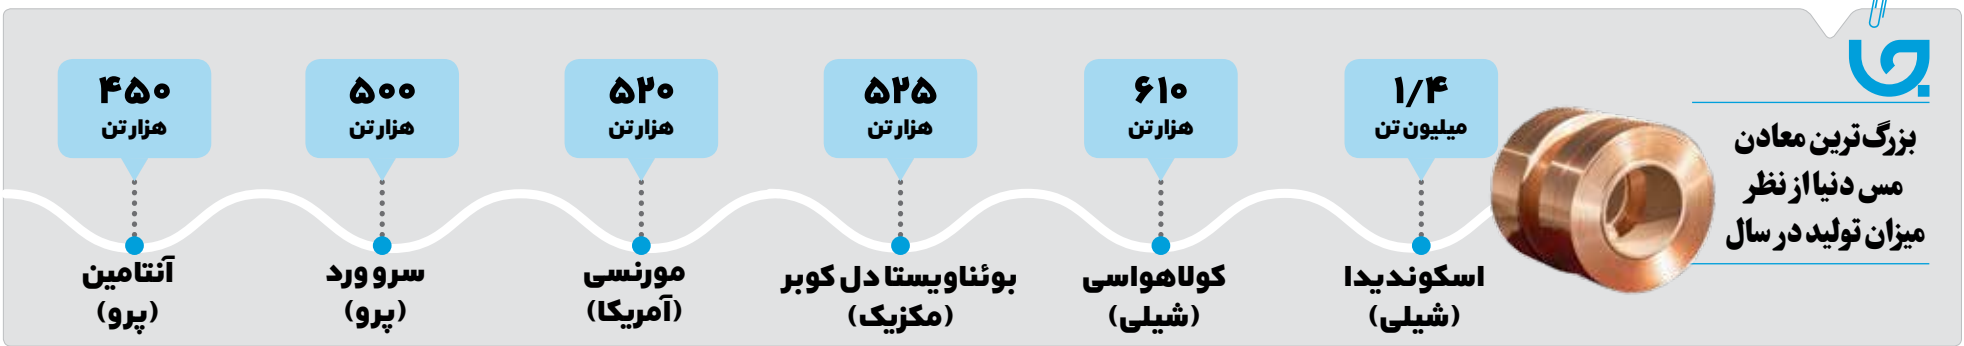 بزرگ‌ترین معادن
مس دنیا از نظر
میزان تولید در سال
۱/۴
میلیون تن
اسکوندیدا
(شیلی)
۶۱۰
هزار تن
کولاهواسی
(شیلی)
۵۲۵
هزار تن
بوئناویستا دل کوبر
(مکزیک)
۵۲۰
هزار تن
مورنسی
(آمریکا)
۵۰۰
هزار تن
سرو ورد
(پرو)
۴۵۰
هزار تن
آنتامین
(پرو)